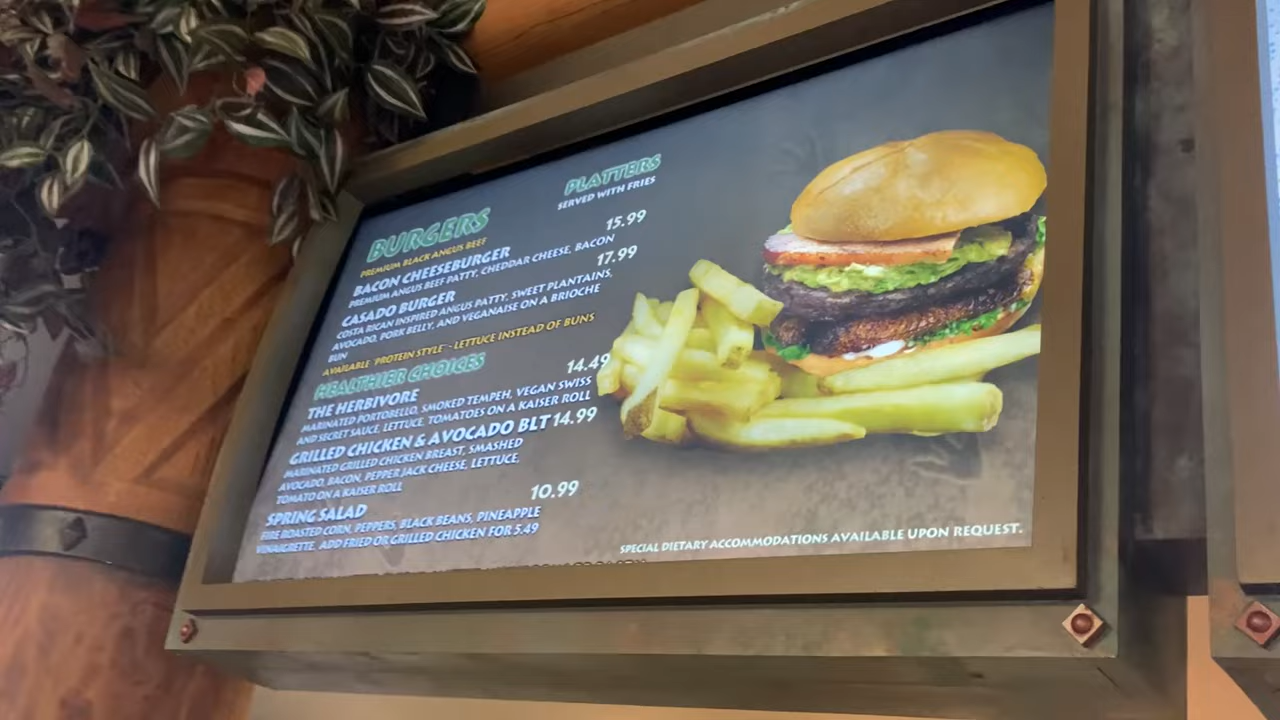 PLATTERS
SERVED WITH FRIES
BURGERS
PREMIUM BLACK ANGUS BEEF
BACON CHEESEBURGER 15.99
PREMIUM ANGUS BEEF PATTY, CHEDDAR CHEESE, BACON
CASADO BURGER 17.99
COSTA RICAN INSPIRED ANGUS PATTY, SWEET PLANTAINS,
AVOCADO, PORK BELLY, AND VEGANAISE ON A BRIOCHE
BUN
AVAILABLE "PROTEIN STYLE" - LETTUCE INSTEAD OF BUNS
HEALTHIER CHOICES
THE HERBIVORE 14.49
MARINATED PORTOBELLO, SMOKED TEMPEH, VEGAN SWISS
AND SECRET SAUCE, LETTUCE, TOMATOES ON A KAISER ROLL
GRILLED CHICKEN & AVOCADO BLT 14.99
MARINATED GRILLED CHICKEN BREAST, SMASHED
AVOCADO, BACON, PEPPER JACK CHEESE, LETTUCE,
TOMATO ON A KAISER ROLL
SPRING SALAD 10.99
FIRE ROASTED CORN, PEPPERS, BLACK BEANS, PINEAPPLE
VINAIGRETTE. ADD FRIED OR GRILLED CHICKEN FOR 5.49
SPECIAL DIETARY ACCOMMODATIONS AVAILABLE UPON REQUEST.